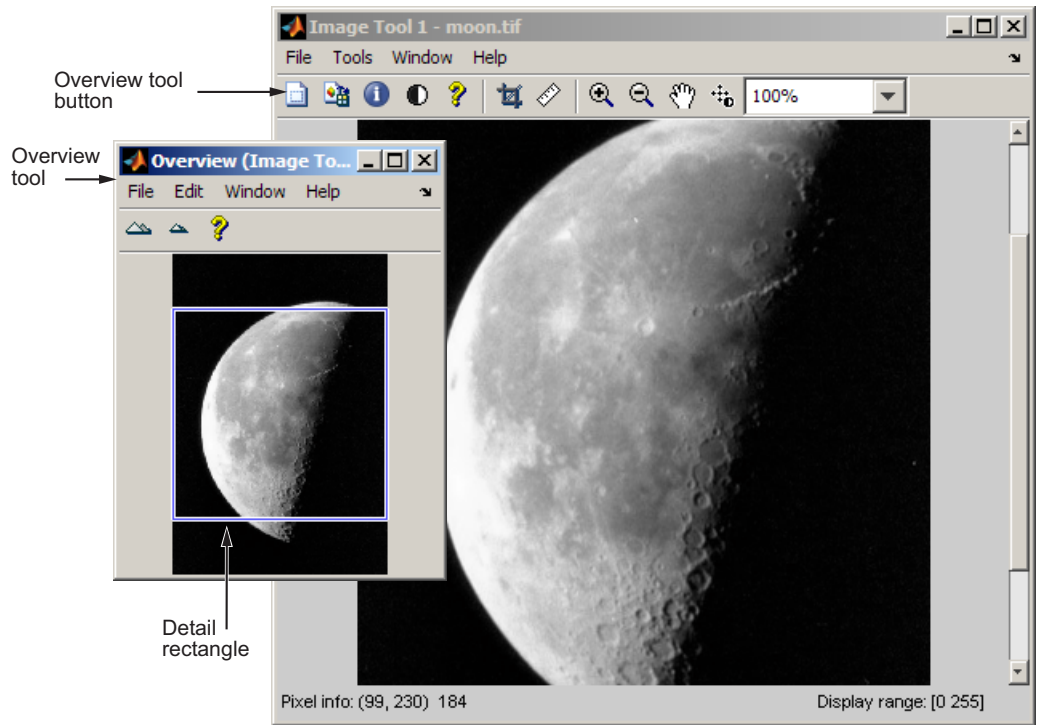 Image Tool 1 - moon.tif
File Tools Window Help
Overview tool
button
100%
Overview
tool
Overview (Image To...
File Edit Window Help
Detail
rectangle
Pixel info: (99, 230) 184
Display range: [0 255]